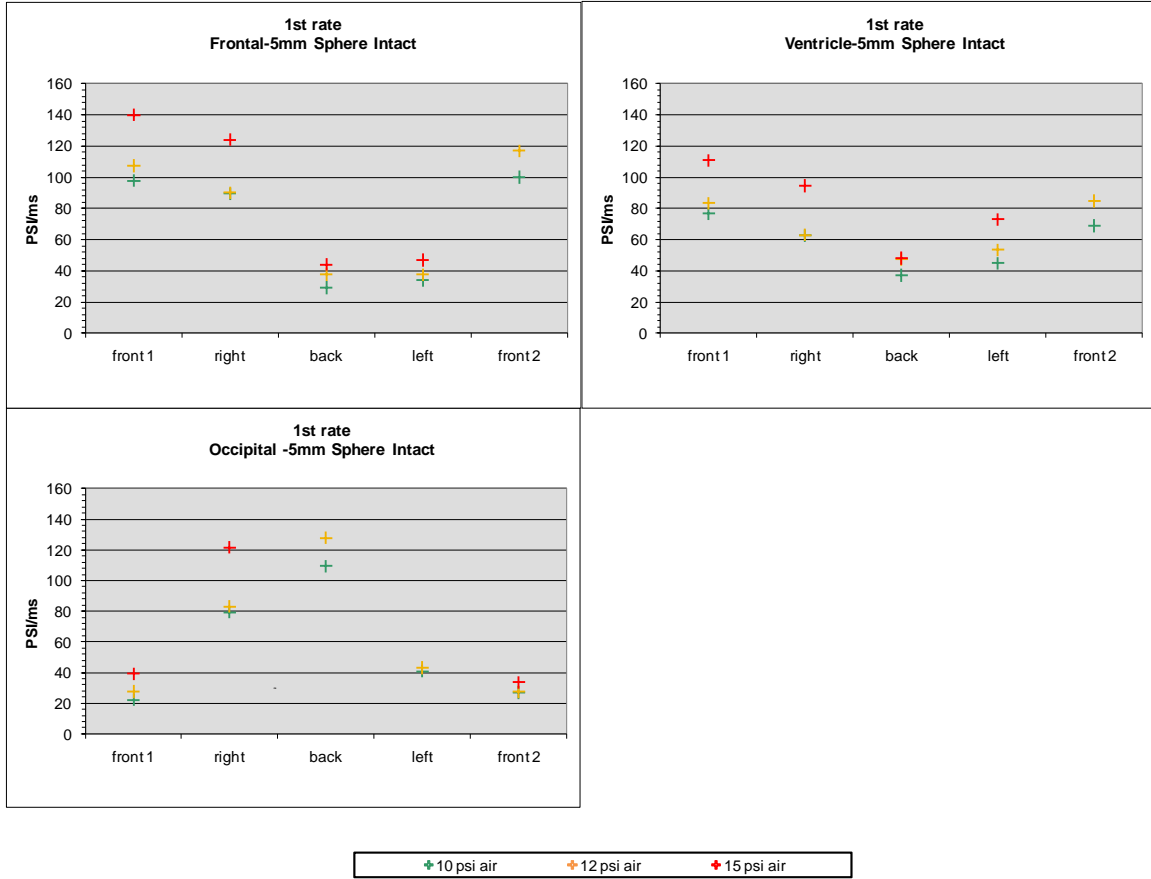 1st rate
Frontal-5mm Sphere Intact
160
140
120
100
80
60
40
20
0
PSI/ms
front 1 right back left front 2
1st rate
Ventricle-5mm Sphere Intact
160
140
120
100
80
60
40
20
0
PSI/ms
front 1 right back left front 2
1st rate
Occipital -5mm Sphere Intact
160
140
120
100
80
60
40
20
0
PSI/ms
front 1 right back left front 2
10 psi air 12 psi air 15 psi air